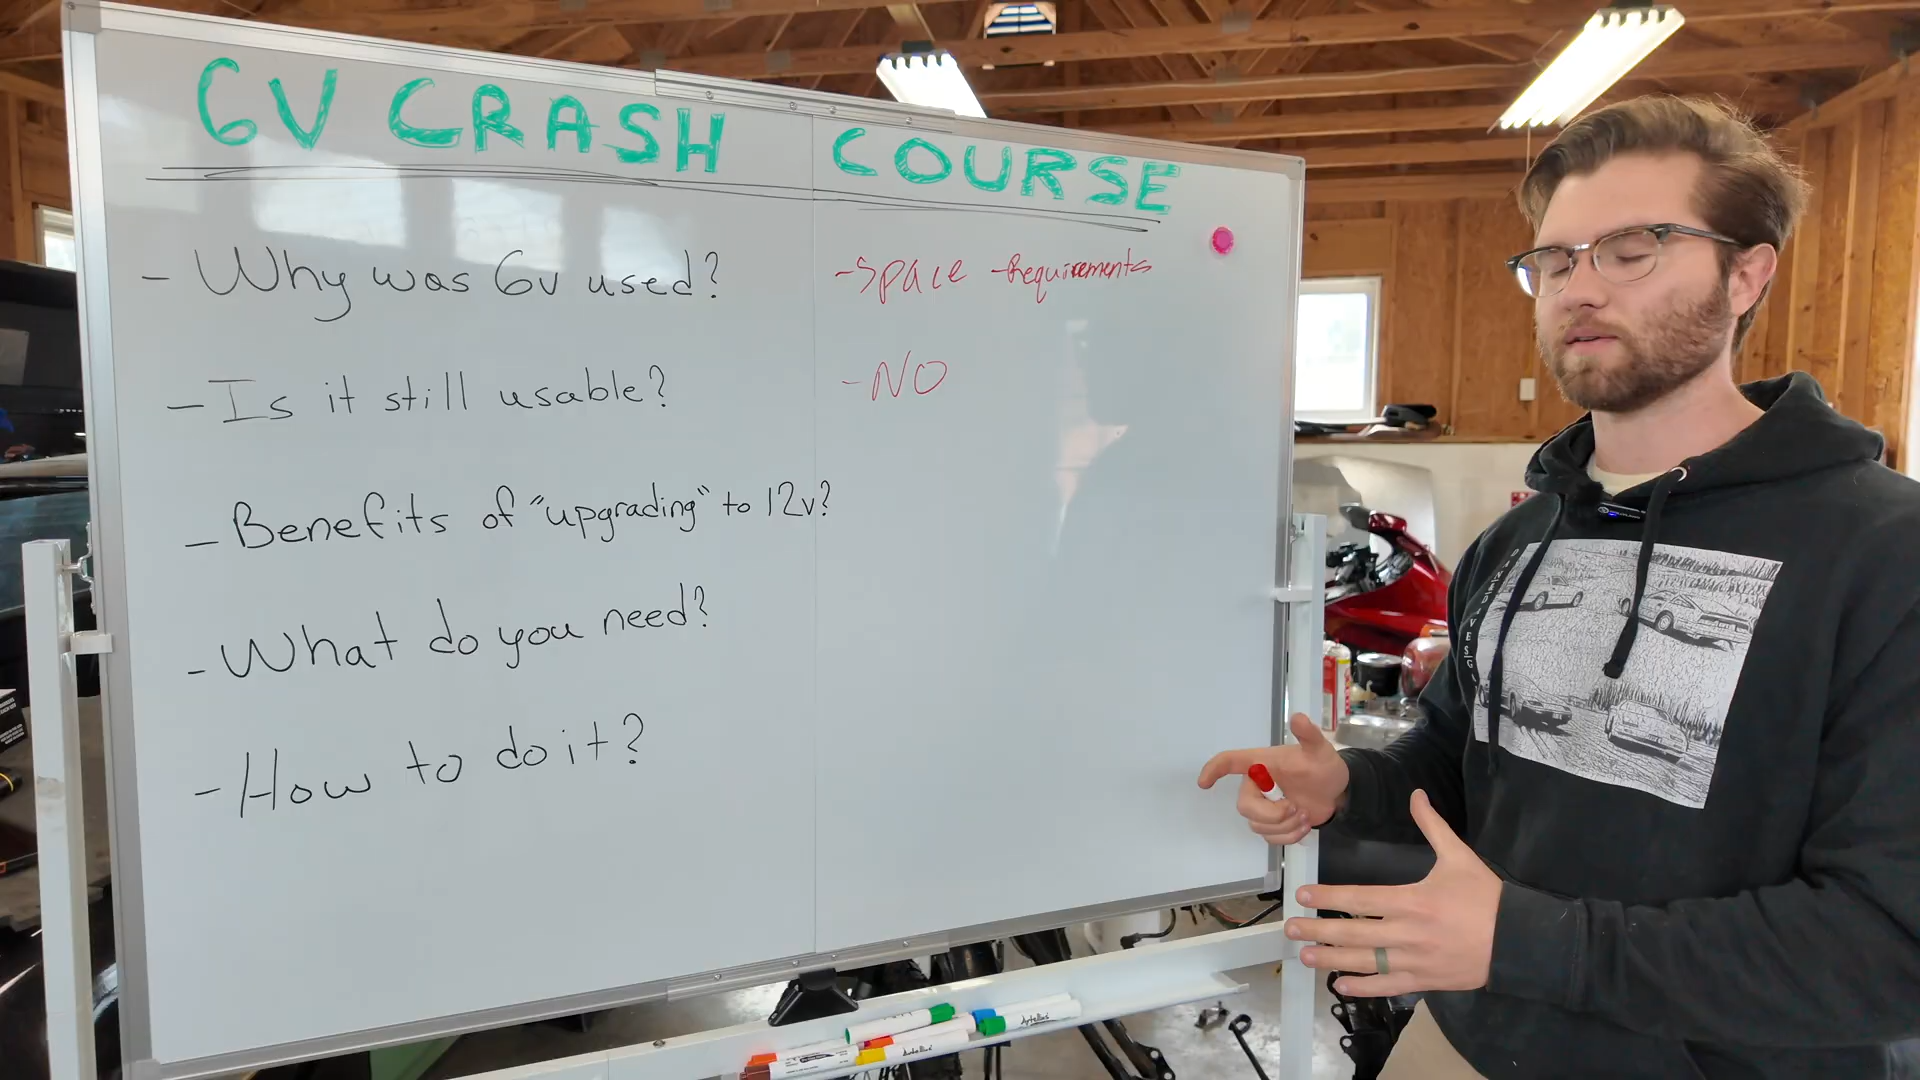 6V CRASH COURSE
- Why was 6v used?
- Space - Requirements
- Is it still usable?
- NO
- Benefits of "upgrading" to 12v?
- What do you need?
- How to do it?